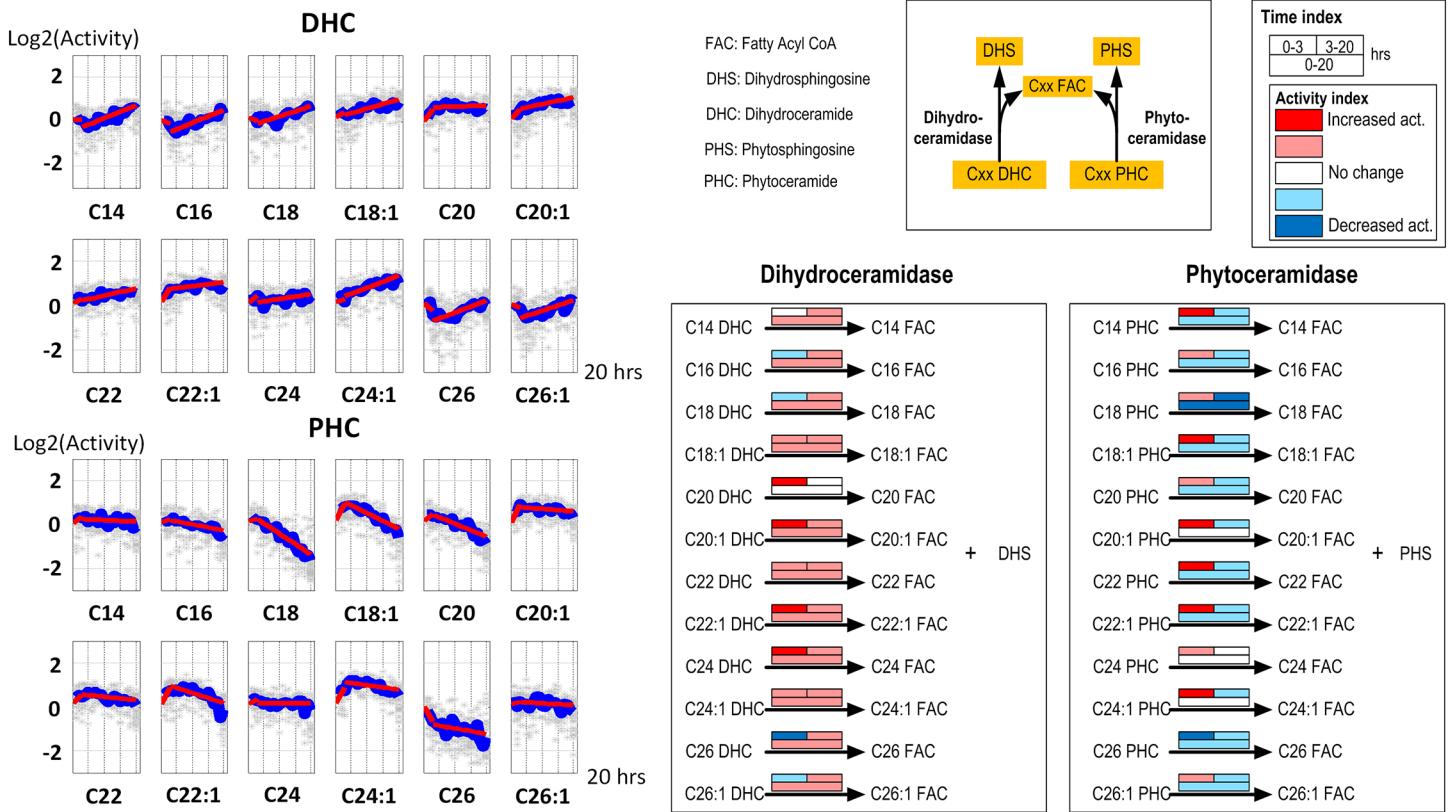 DHC
Log2(Activity)
2
0
-2
C14 C16 C18 C18:1 C20 C20:1
2
0
-2
20 hrs
C22 C22:1 C24 C24:1 C26 C26:1
PHC
Log2(Activity)
2
0
-2
C14 C16 C18 C18:1 C20 C20:1
2
0
-2
20 hrs
C22 C22:1 C24 C24:1 C26 C26:1
FAC: Fatty Acyl CoA
DHS: Dihydrosphingosine
DHC: Dihydroceramide
PHS: Phytosphingosine
PHC: Phytoceramide
DHS PHS
Cxx FAC
Dihydro-
ceramidase
Phyto-
ceramidase
Cxx DHC Cxx PHC
Time index
0-3 3-20
hrs
0-20
Activity index
Increased act.
No change
Decreased act.
Dihydroceramidase
C14 DHC C14 FAC
C16 DHC C16 FAC
C18 DHC C18 FAC
C18:1 DHC C18:1 FAC
C20 DHC C20 FAC
C20:1 DHC C20:1 FAC
+ DHS
C22 DHC C22 FAC
C22:1 DHC C22:1 FAC
C24 DHC C24 FAC
C24:1 DHC C24:1 FAC
C26 DHC C26 FAC
C26:1 DHC C26:1 FAC
Phytoceramidase
C14 PHC C14 FAC
C16 PHC C16 FAC
C18 PHC C18 FAC
C18:1 PHC C18:1 FAC
C20 PHC C20 FAC
C20:1 PHC C20:1 FAC
+ PHS
C22 PHC C22 FAC
C22:1 PHC C22:1 FAC
C24 PHC C24 FAC
C24:1 PHC C24:1 FAC
C26 PHC C26 FAC
C26:1 PHC C26:1 FAC